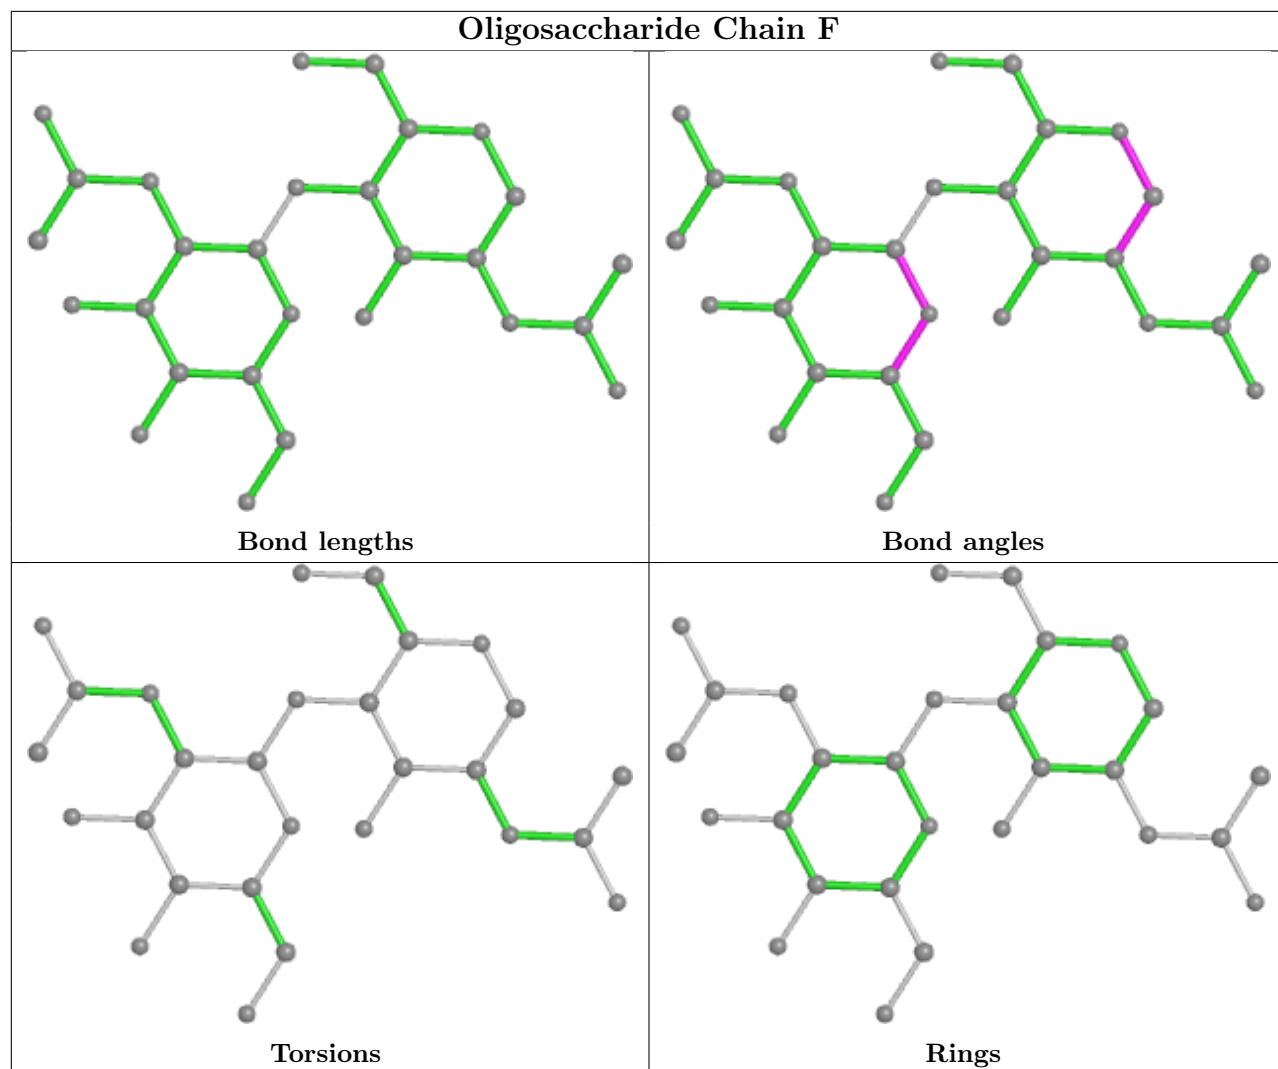 Oligosaccharide Chain F
Bond lengths
Bond angles
Torsions
Rings